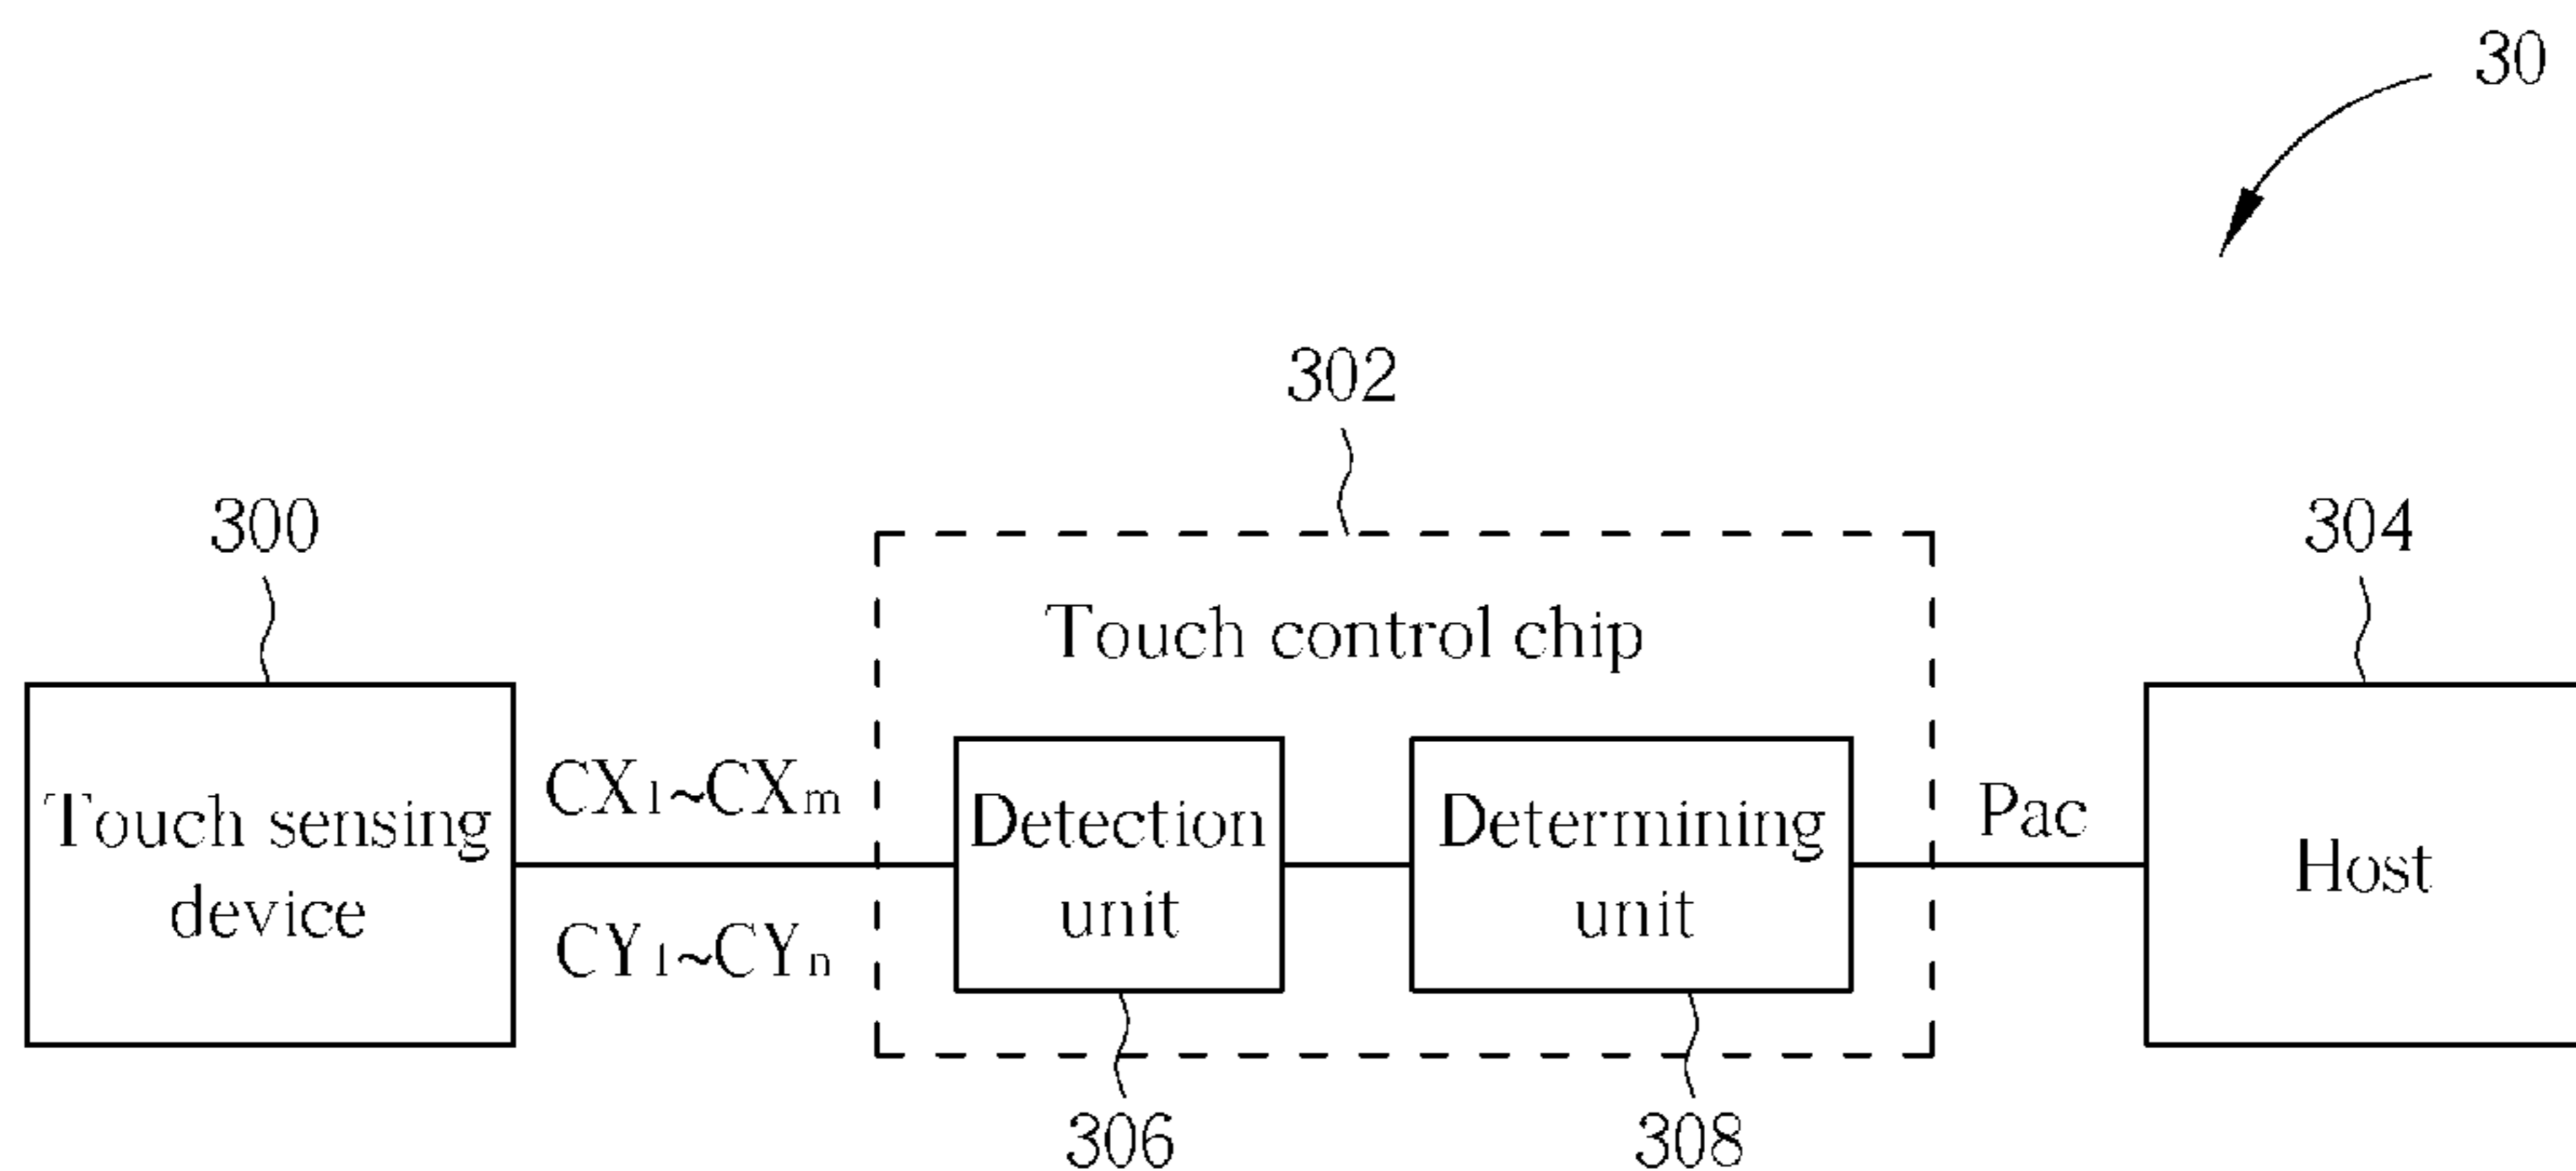 30
302
300
304
Touch control chip
CX1~CXm
Pac
Touch sensing
device
Detection
unit
Determining
unit
Host
CY1~CYn
306
308